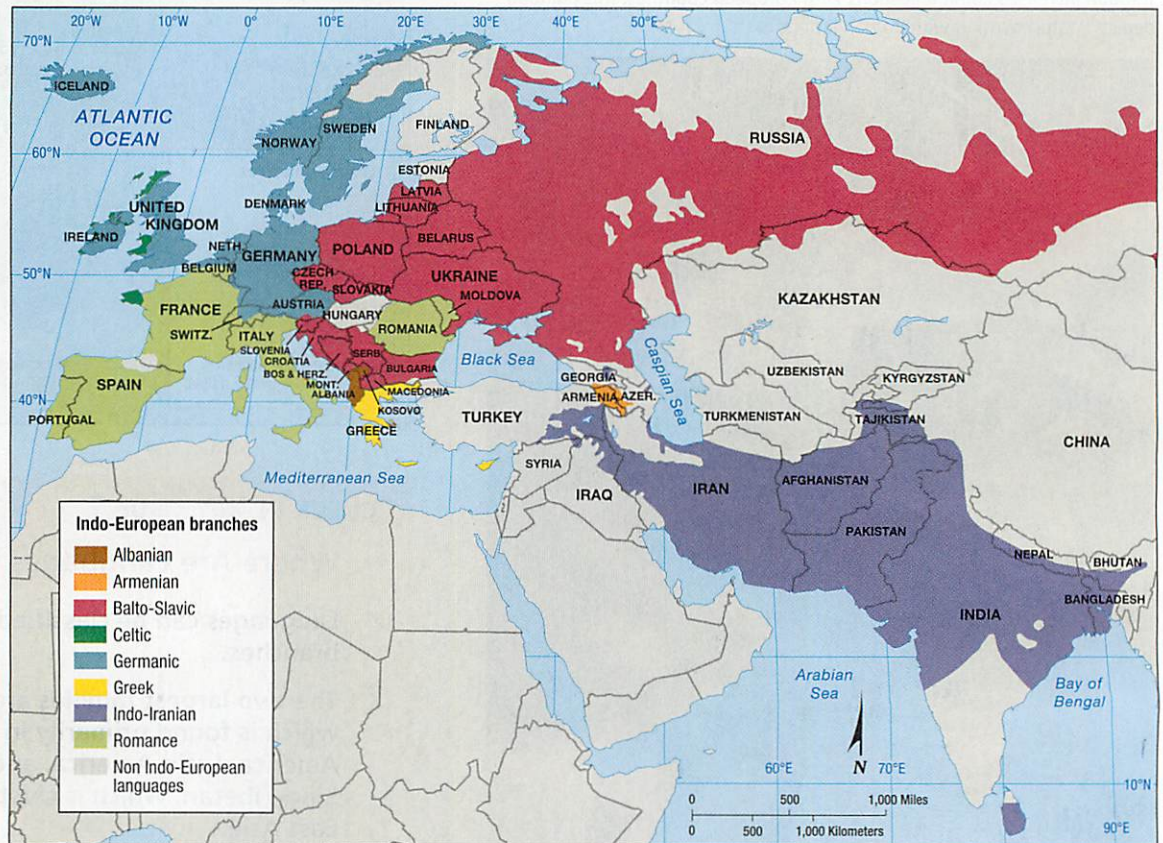 20°W 10°W 0° 10°E 20°E 30°E 40°E 50°E
70°N
ICELAND
ATLANTIC
OCEAN
FINLAND
SWEDEN
NORWAY
RUSSIA
60°N
ESTONIA
LATVIA
LITHUANIA
DENMARK
UNITED
KINGDOM
IRELAND
NETH.
BELGIUM
GERMANY
POLAND
BELARUS
50°N
CZECH
REP.
SLOVAKIA
UKRAINE
MOLDOVA
KAZAKHSTAN
FRANCE
AUSTRIA
HUNGARY
SWITZ.
ITALY
ROMANIA
SLOVENIA
CROATIA
BOS & HERZ.
SERB.
MONT.
ALBANIA
BULGARIA
MACEDONIA
KOSOVO
GREECE
Black Sea
Caspian Sea
GEORGIA
ARMENIA
AZER.
UZBEKISTAN
KYRGYZSTAN
SPAIN
PORTUGAL
40°N
TURKEY
TURKMENISTAN
TAJIKISTAN
CHINA
Mediterranean Sea
SYRIA
IRAQ
IRAN
AFGHANISTAN
PAKISTAN
NEPAL
BHUTAN
BANGLADESH
INDIA
Arabian
Sea
Bay of
Bengal
Indo-European branches
Albanian
Armenian
Balto-Slavic
Celtic
Germanic
Greek
Indo-Iranian
Romance
Non Indo-European
languages
N
60°E 70°E
10°N
90°E
0 500 1,000 Miles
0 500 1,000 Kilometers